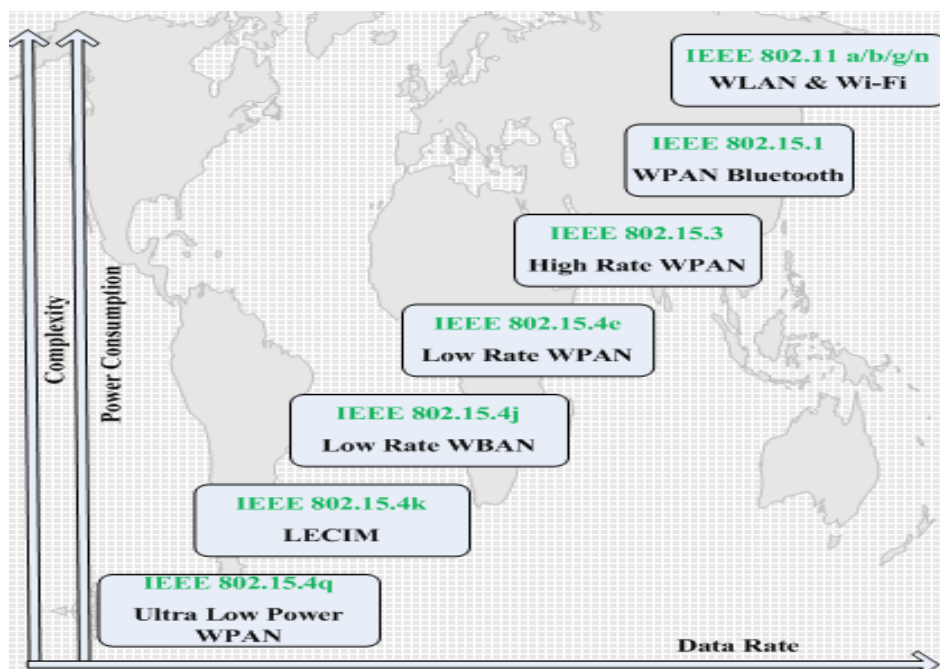 IEEE 802.11 a/b/g/n
WLAN & Wi-Fi
IEEE 802.15.1
WPAN Bluetooth
IEEE 802.15.3
High Rate WPAN
IEEE 802.15.4e
Low Rate WPAN
IEEE 802.15.4j
Low Rate WBAN
IEEE 802.15.4k
LECIM
IEEE 802.15.4q
Ultra Low Power
WPAN
Complexity
Power Consumption
Data Rate